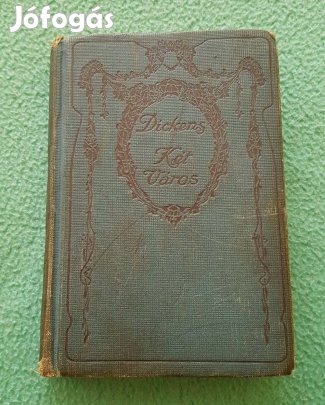 Jófogás
Dickens
Két
Város